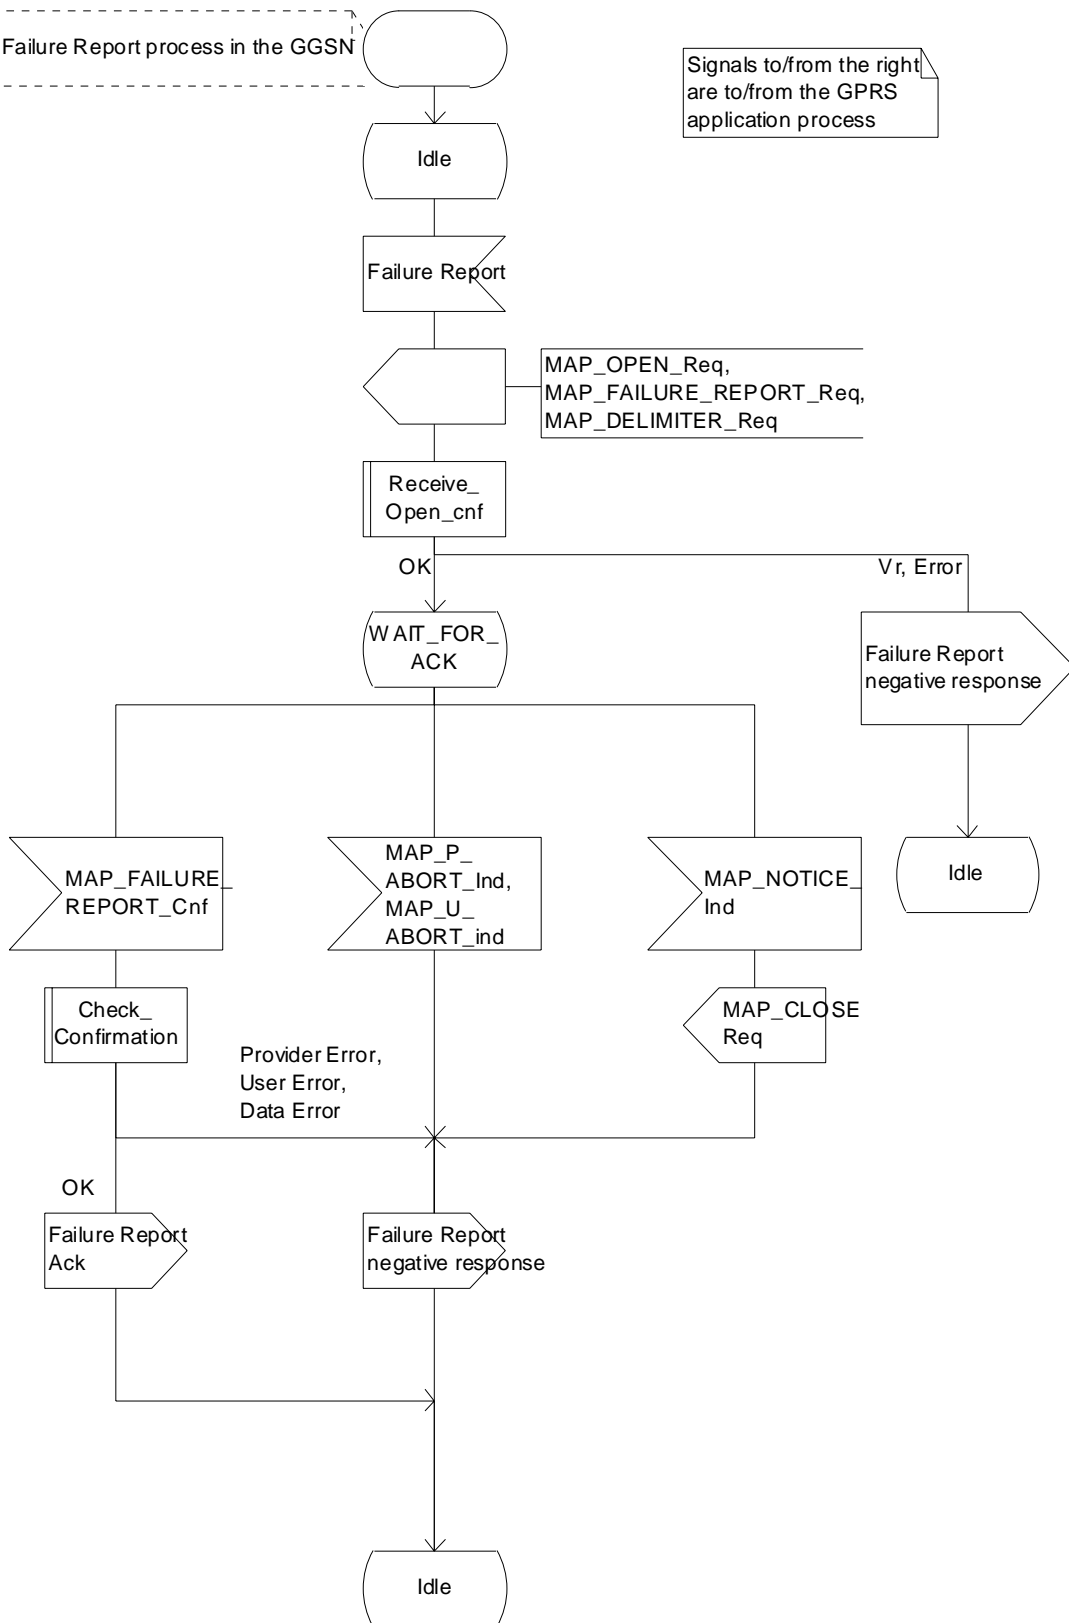 Failure Report process in the GGSN
Signals to/from the right
are to/from the GPRS
application process
Idle
Failure Report
MAP_OPEN_Req,
MAP_FAILURE_REPORT_Req,
MAP_DELIMITER_Req
Receive_
Open_cnf
OK
Vr, Error
WAIT_FOR_
ACK
Failure Report
negative response
Idle
MAP_FAILURE_
REPORT_Cnf
MAP_P_
ABORT_Ind,
MAP_U_
ABORT_ind
MAP_NOTICE_
Ind
Check_
Confirmation
MAP_CLOSE
Req
Provider Error,
User Error,
Data Error
OK
Failure Report
Ack
Failure Report
negative response
Idle